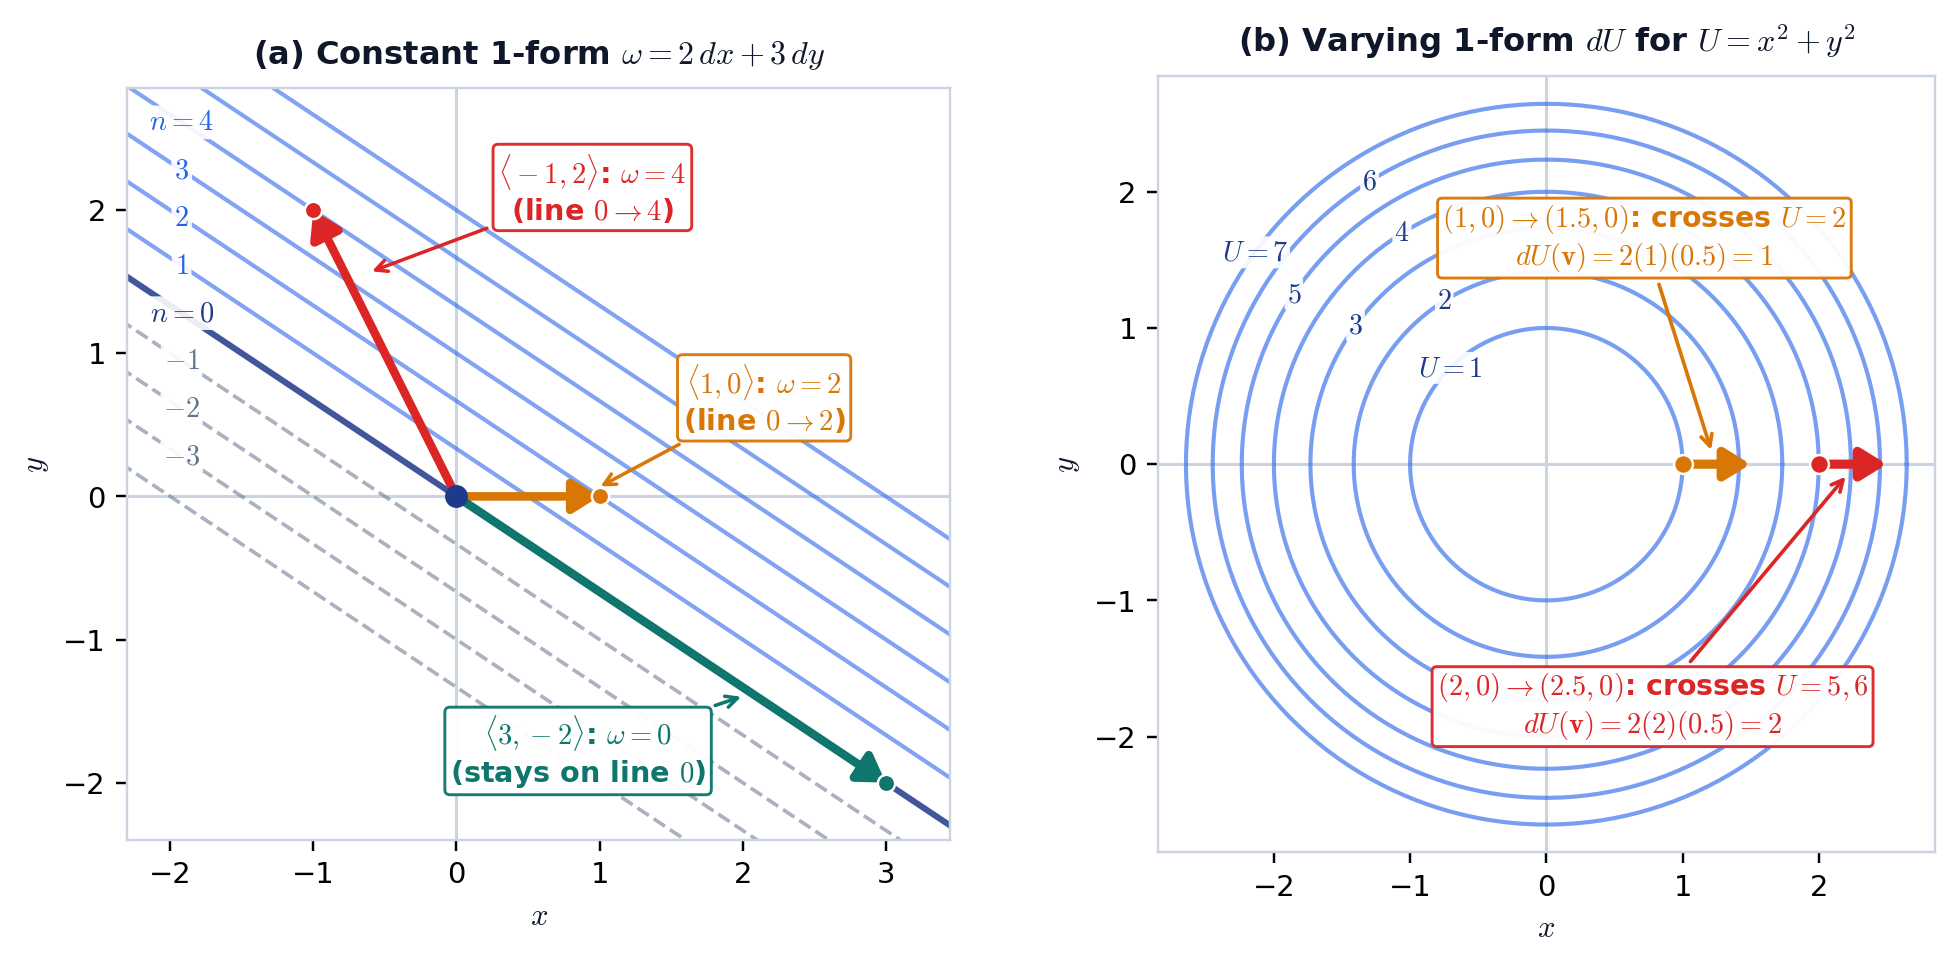 (a) Constant 1-form ω = 2 dx + 3 dy
n = 4
3
2
1
n = 0
−1
−2
−3
⟨−1, 2⟩: ω = 4
(line 0 → 4)
⟨1, 0⟩: ω = 2
(line 0 → 2)
⟨3, −2⟩: ω = 0
(stays on line 0)
2
1
0
−1
−2
y
−2 −1 0 1 2 3
x
(b) Varying 1-form dU for U = x² + y²
6
4
U = 7
5
2
3
U = 1
(1, 0) → (1.5, 0): crosses U = 2
dU(v) = 2(1)(0.5) = 1
(2, 0) → (2.5, 0): crosses U = 5, 6
dU(v) = 2(2)(0.5) = 2
2
1
0
−1
−2
y
−2 −1 0 1 2
x